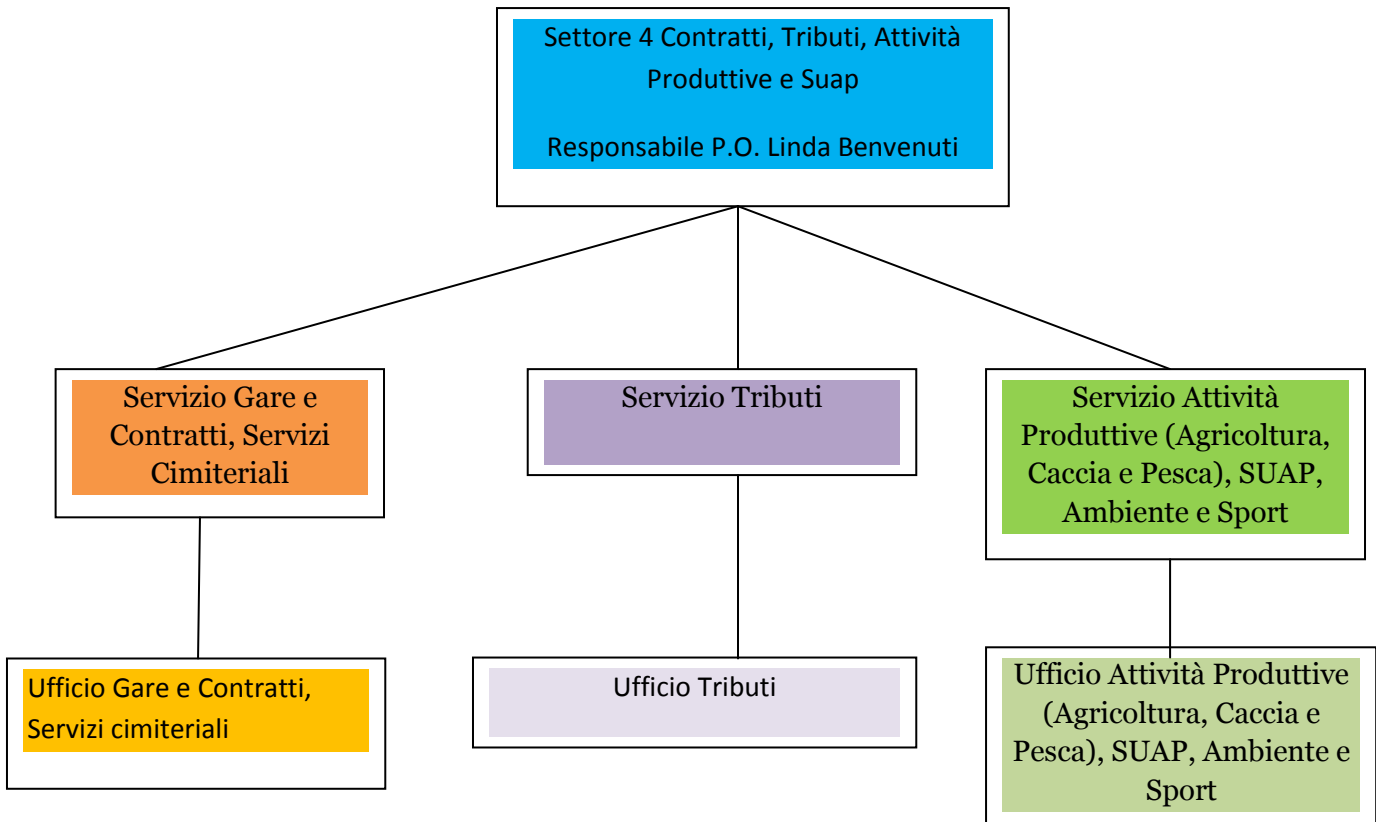 Settore 4 Contratti, Tributi, Attività
Produttive e Suap
Responsabile P.O. Linda Benvenuti
Servizio Gare e
Contratti, Servizi
Cimiteriali
Servizio Tributi
Servizio Attività
Produttive (Agricoltura,
Caccia e Pesca), SUAP,
Ambiente e Sport
Ufficio Gare e Contratti,
Servizi cimiteriali
Ufficio Tributi
Ufficio Attività Produttive
(Agricoltura, Caccia e
Pesca), SUAP, Ambiente e
Sport